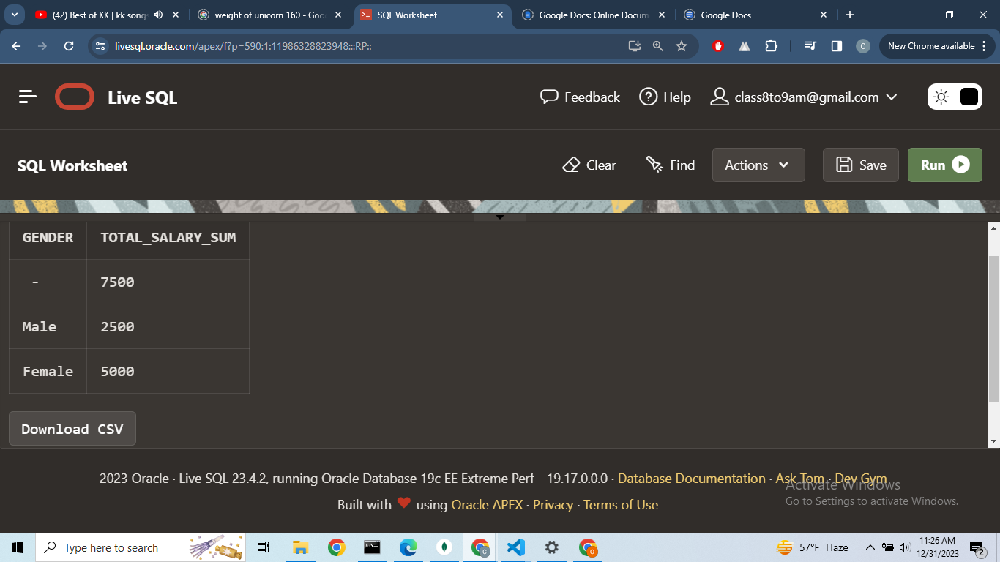 (42) Best of KK | kk songs
weight of unicorn 160 - Goo
SQL Worksheet
Google Docs: Online Docum
Google Docs
livesql.oracle.com/apex/f?p=590:1:11986328823948:::RP::
C
New Chrome available
Live SQL
Feedback
Help
class8to9am@gmail.com
SQL Worksheet
Clear
Find
Actions
Save
Run
GENDER TOTAL_SALARY_SUM
- 7500
Male 2500
Female 5000
Download CSV
2023 Oracle · Live SQL 23.4.2, running Oracle Database 19c EE Extreme Perf - 19.17.0.0.0 · Database Documentation · Ask Tom · Dev Gym
Built with ❤ using Oracle APEX · Privacy · Terms of Use
Activate Windows
Go to Settings to activate Windows.
Type here to search
57°F Haze
11:26 AM
12/31/2023
2